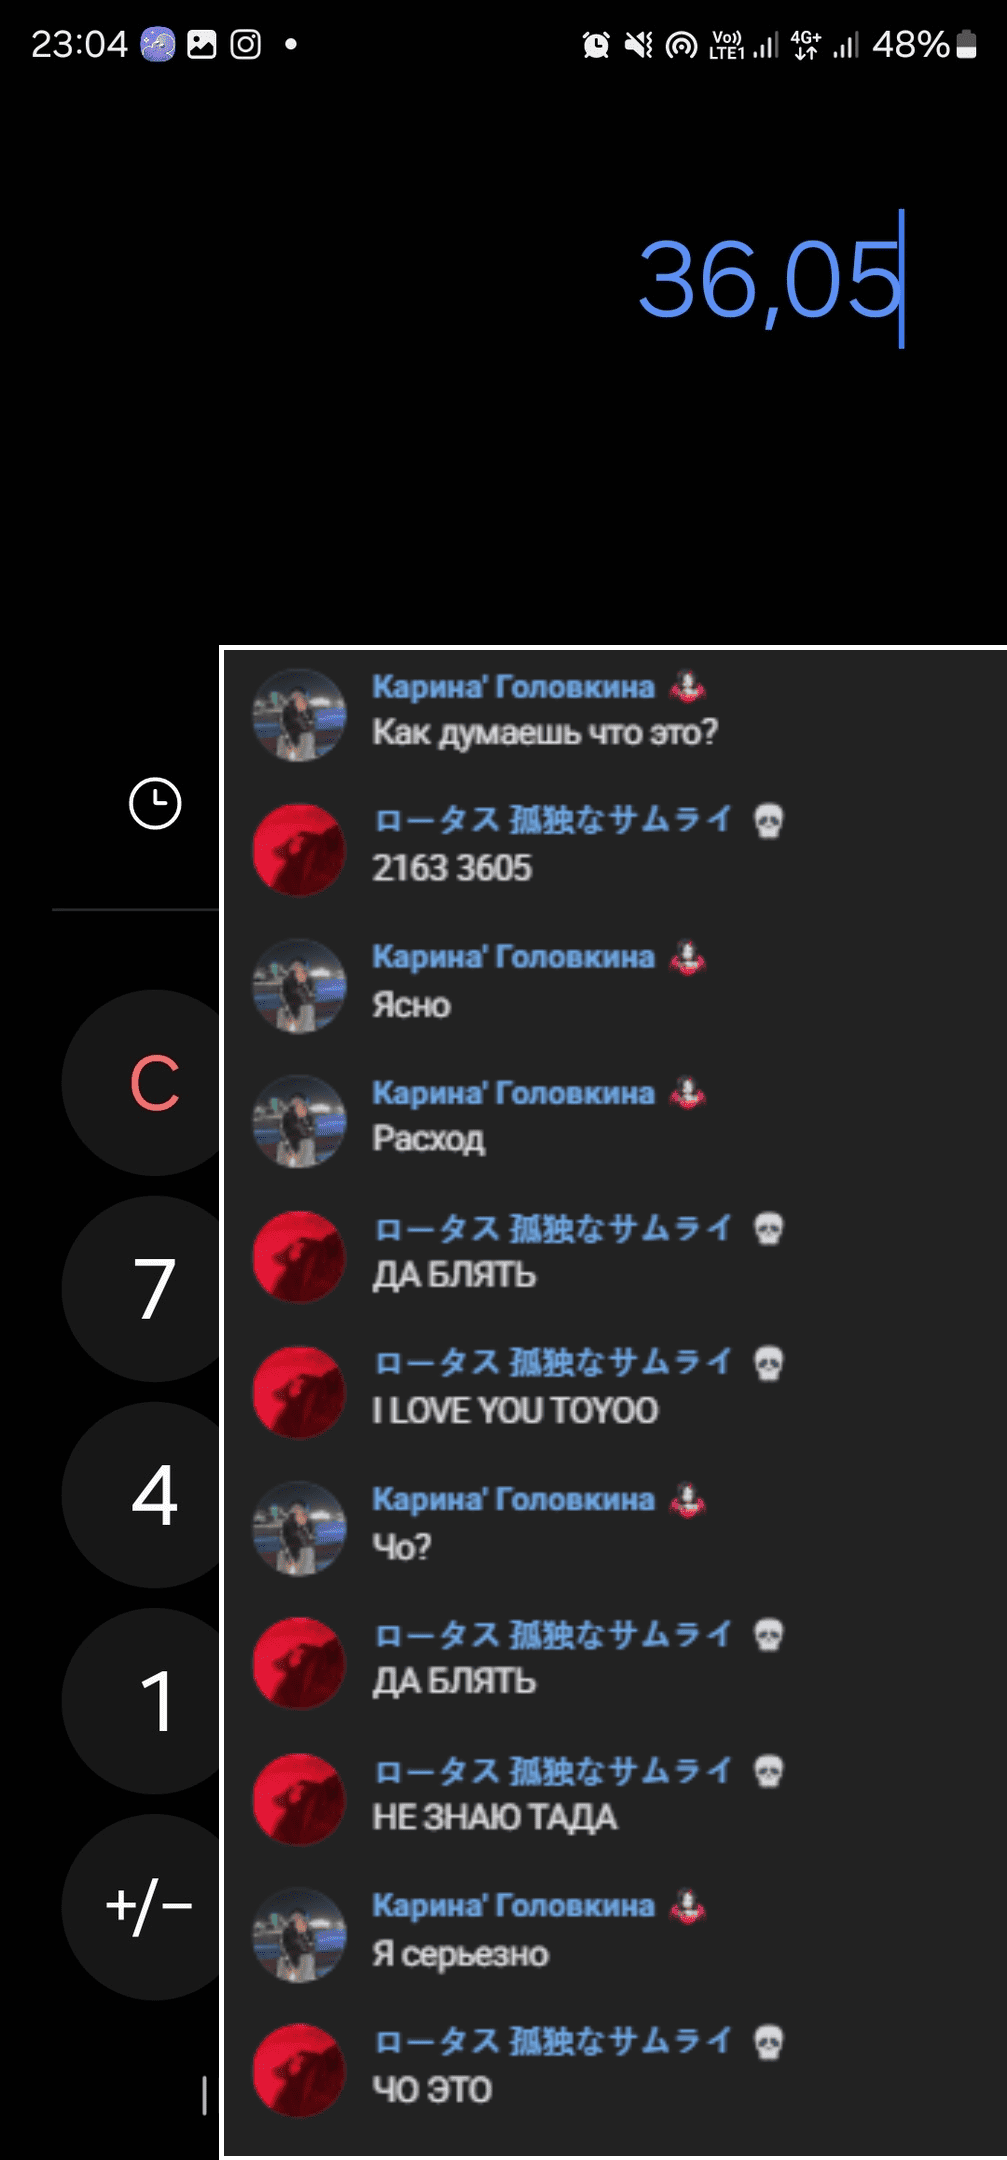 23:04
Vo)) LTE1 4G+ 48%
36,05
C
7
4
1
+/−
Карина' Головкина
Как думаешь что это?
ロータス 孤独なサムライ
2163 3605
Карина' Головкина
Ясно
Карина' Головкина
Расход
ロータス 孤独なサムライ
ДА БЛЯТЬ
ロータス 孤独なサムライ
I LOVE YOU TOYOO
Карина' Головкина
Чо?
ロータス 孤独なサムライ
ДА БЛЯТЬ
ロータス 孤独なサムライ
НЕ ЗНАЮ ТАДА
Карина' Головкина
Я серьезно
ロータス 孤独なサムライ
ЧО ЭТО